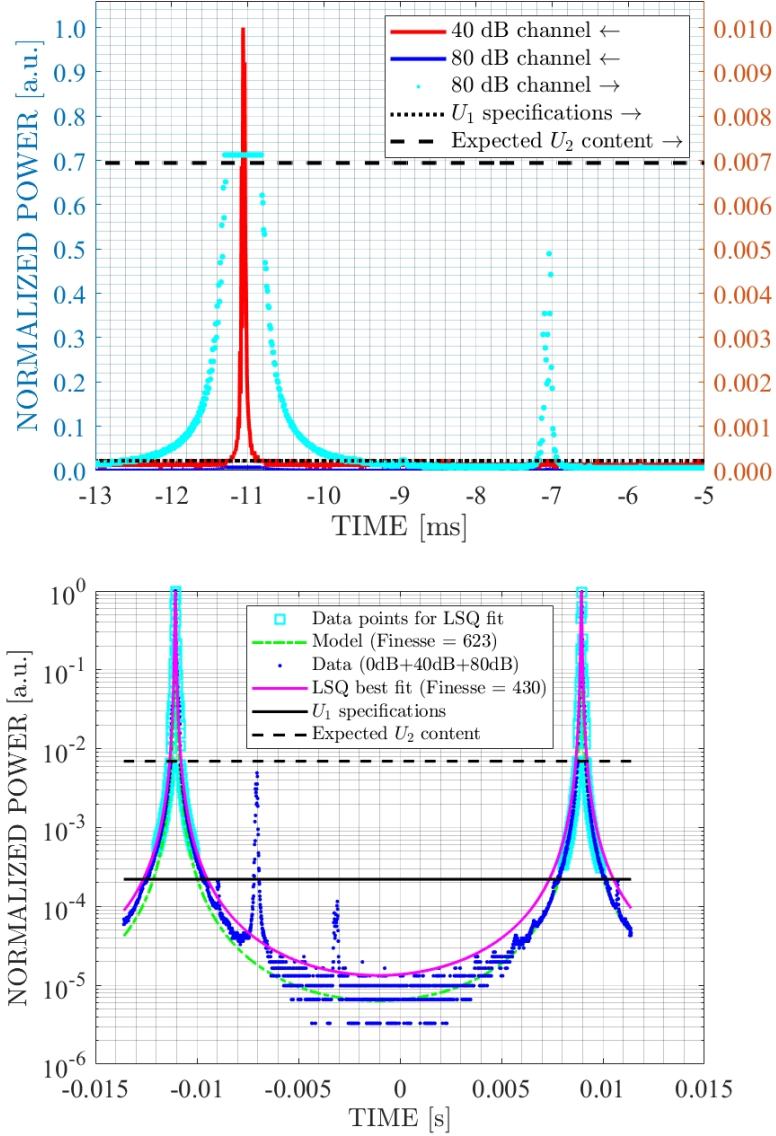 1.0
0.9
0.8
0.7
0.6
0.5
0.4
0.3
0.2
0.1
0.0
NORMALIZED POWER [a.u.]
40 dB channel ←
80 dB channel ←
80 dB channel →
U₁ specifications →
Expected U₂ content →
0.010
0.009
0.008
0.007
0.006
0.005
0.004
0.003
0.002
0.001
0.000
-13 -12 -11 -10 -9 -8 -7 -6 -5
TIME [ms]
10⁰
10⁻¹
10⁻²
10⁻³
10⁻⁴
10⁻⁵
10⁻⁶
NORMALIZED POWER [a.u.]
Data points for LSQ fit
Model (Finesse = 623)
Data (0dB+40dB+80dB)
LSQ best fit (Finesse = 430)
U₁ specifications
Expected U₂ content
-0.015 -0.01 -0.005 0 0.005 0.01 0.015
TIME [s]